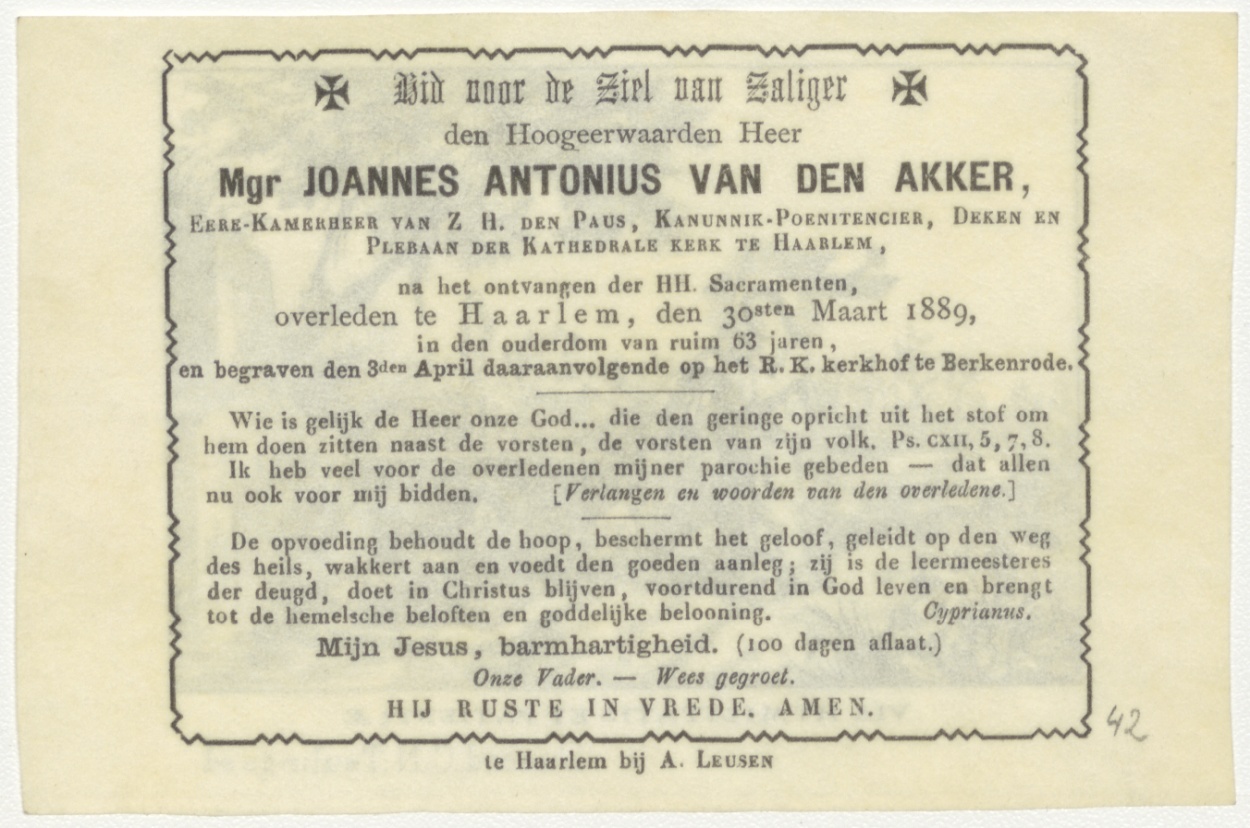 ✠ Bid voor de Ziel van Zaliger ✠
den Hoogeerwaarden Heer
Mgr JOANNES ANTONIUS VAN DEN AKKER,
EERE-KAMERHEER VAN Z H. DEN PAUS, KANUNNIK-POENITENCIER, DEKEN EN
PLEBAAN DER KATHEDRALE KERK TE HAARLEM,
na het ontvangen der HH. Sacramenten,
overleden te Haarlem, den 30sten Maart 1889,
in den ouderdom van ruim 63 jaren,
en begraven den 3den April daaraanvolgende op het R. K. kerkhof te Berkenrode.
Wie is gelijk de Heer onze God... die den geringe opricht uit het stof om
hem doen zitten naast de vorsten, de vorsten van zijn volk. Ps. CXII, 5, 7, 8.
Ik heb veel voor de overledenen mijner parochie gebeden — dat allen
nu ook voor mij bidden. [Verlangen en woorden van den overledene.]
De opvoeding behoudt de hoop, beschermt het geloof, geleidt op den weg
des heils, wakkert aan en voedt den goeden aanleg; zij is de leermeesteres
der deugd, doet in Christus blijven, voortdurend in God leven en brengt
tot de hemelsche beloften en goddelijke belooning. Cyprianus.
Mijn Jesus, barmhartigheid. (100 dagen aflaat.)
Onze Vader. — Wees gegroet.
HIJ RUSTE IN VREDE. AMEN.
42
te Haarlem bij A. LEUSEN